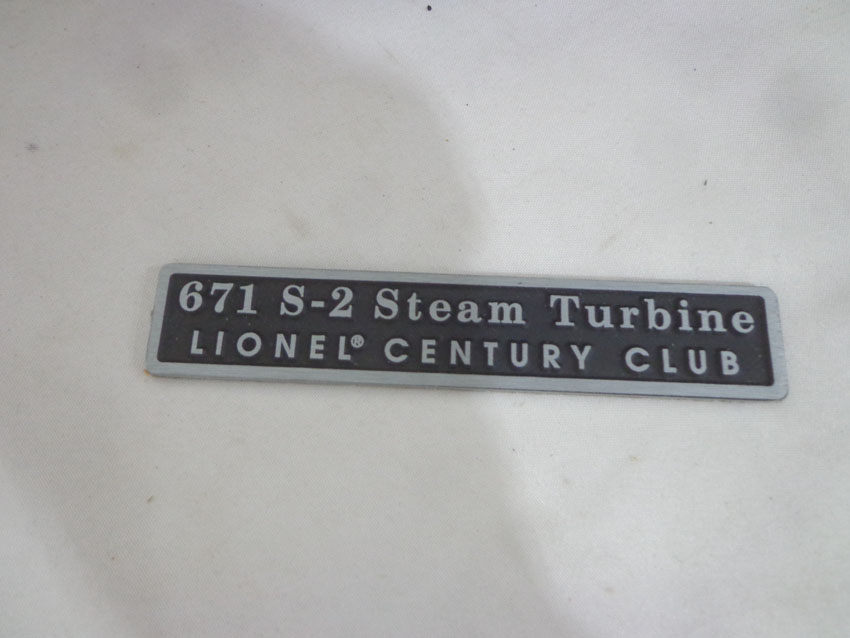 671 S-2 Steam Turbine
LIONEL® CENTURY CLUB